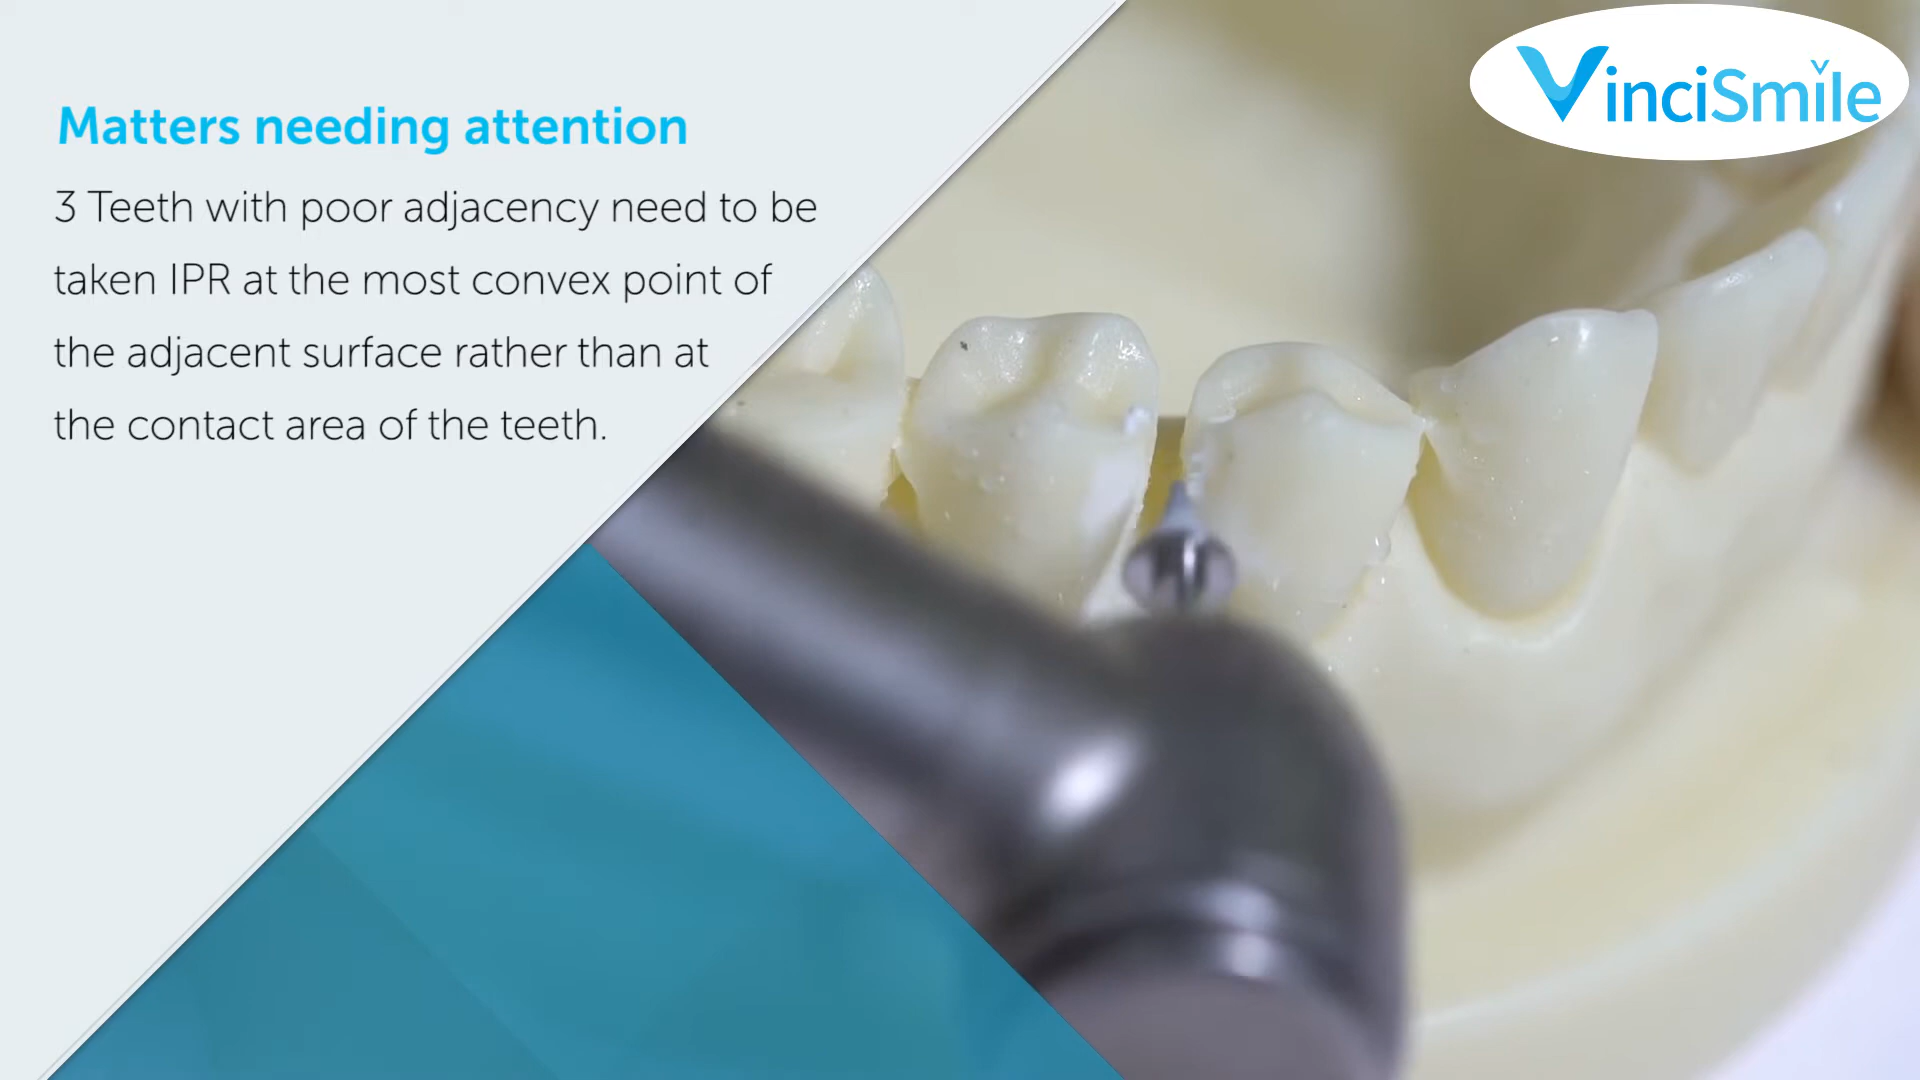 VinciSmile
Matters needing attention
3 Teeth with poor adjacency need to be
taken IPR at the most convex point of
the adjacent surface rather than at
the contact area of the teeth.